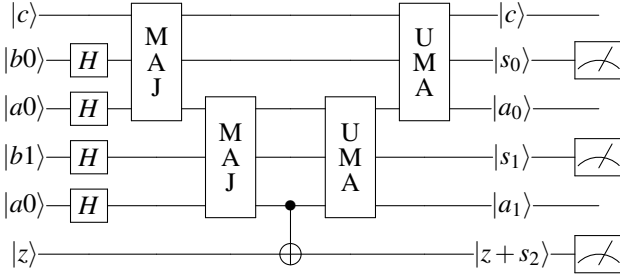 |c⟩ M A J U M A |c⟩
|b0⟩ H |s₀⟩
|a0⟩ H M A J U M A |a₀⟩
|b1⟩ H |s₁⟩
|a0⟩ H |a₁⟩
|z⟩ |z + s₂⟩